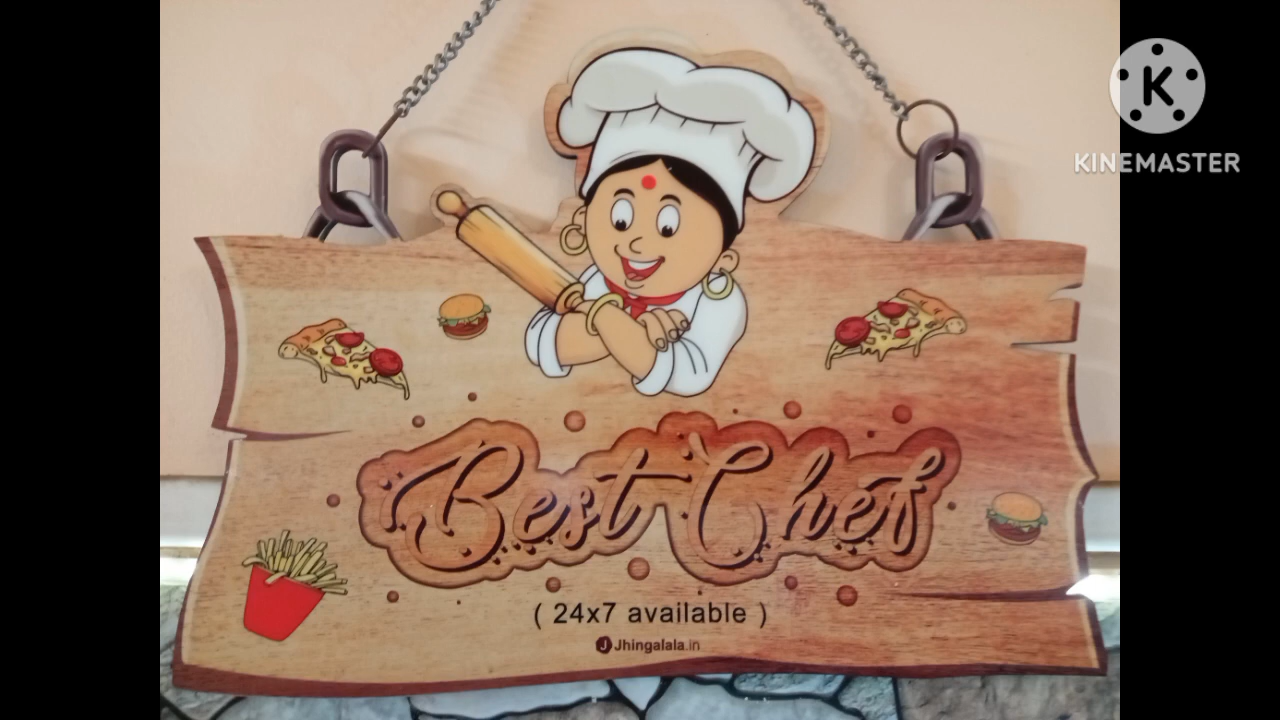 K
KINEMASTER
Best Chef
( 24x7 available )
J Jhingalala.in